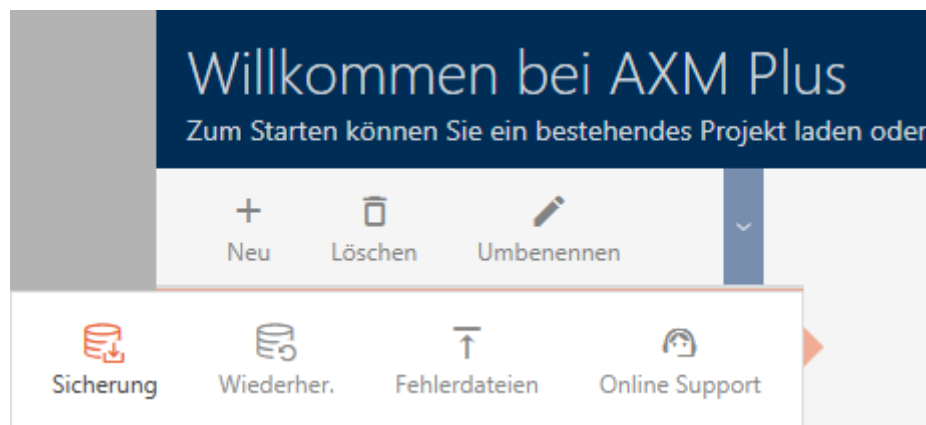 Willkommen bei AXM Plus
Zum Starten können Sie ein bestehendes Projekt laden oder
Neu Löschen Umbenennen
Sicherung Wiederher. Fehlerdateien Online Support